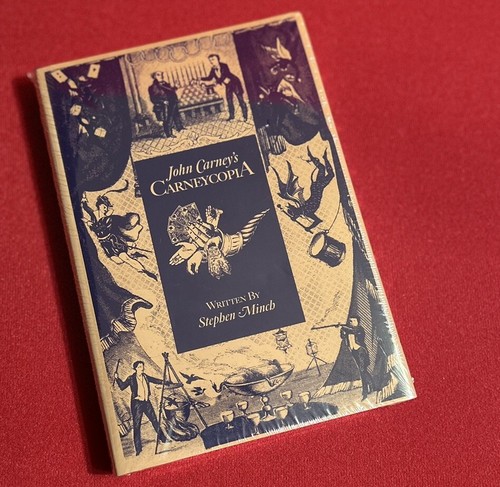 John Carney's
CARNEYCOPIA
WRITTEN BY
Stephen Minch